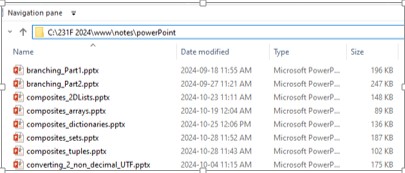 Navigation pane
C:\231F 2024\www\notes\powerPoint
Name Date modified Type Size
branching_Part1.pptx 2024-09-18 11:55 AM Microsoft PowerP... 196 KB
branching_Part2.pptx 2024-09-27 11:21 AM Microsoft PowerP... 247 KB
composites_2DLists.pptx 2024-10-23 11:11 AM Microsoft PowerP... 148 KB
composites_arrays.pptx 2024-10-19 12:04 AM Microsoft PowerP... 89 KB
composites_dictionaries.pptx 2024-10-25 12:06 PM Microsoft PowerP... 136 KB
composites_sets.pptx 2024-10-28 11:52 AM Microsoft PowerP... 187 KB
composites_tuples.pptx 2024-10-28 11:43 AM Microsoft PowerP... 102 KB
converting_2_non_decimal_UTF.pptx 2024-10-04 11:15 AM Microsoft PowerP... 175 KB